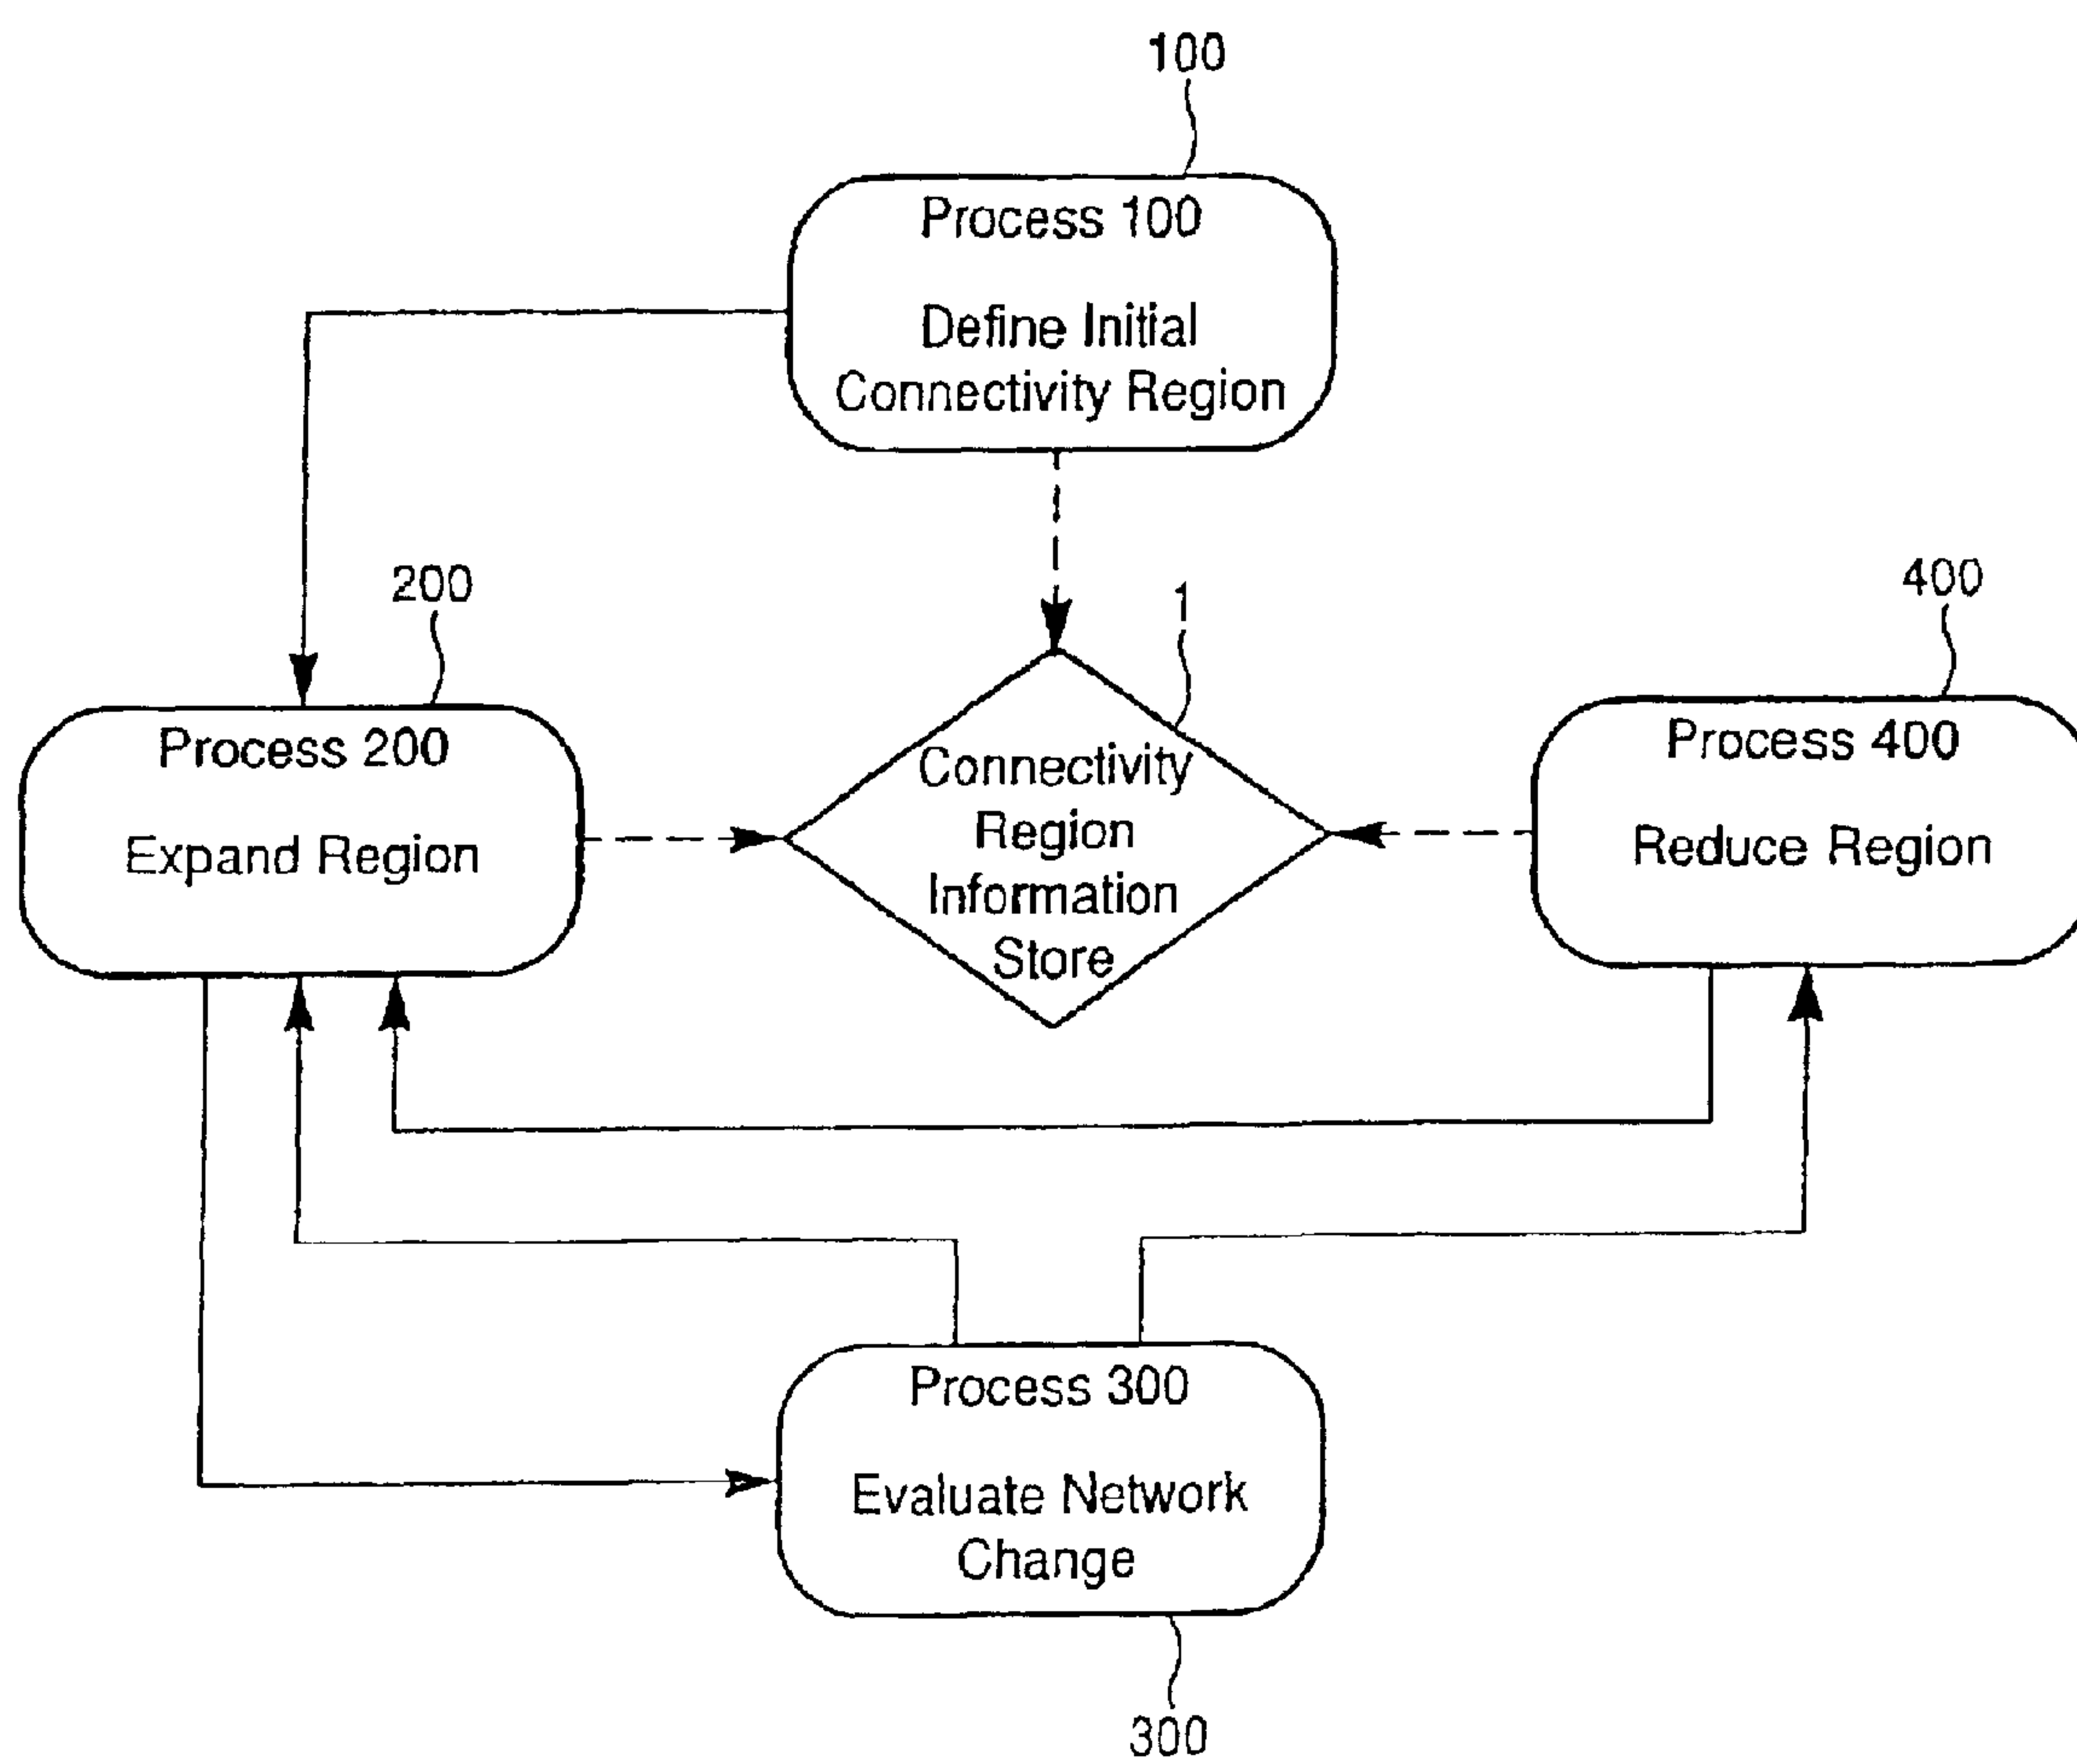 100
Process 100
Define Initial
Connectivity Region
200
1
400
Process 200
Expand Region
Connectivity
Region
Information
Store
Process 400
Reduce Region
Process 300
Evaluate Network
Change
300